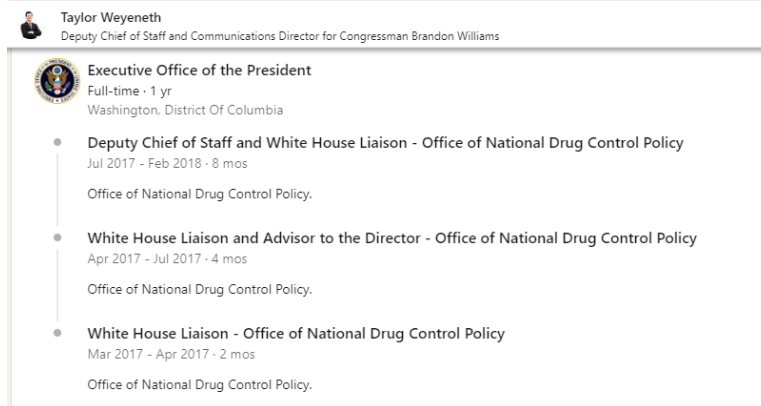 Taylor Weyeneth
Deputy Chief of Staff and Communications Director for Congressman Brandon Williams
Executive Office of the President
Full-time · 1 yr
Washington, District Of Columbia
Deputy Chief of Staff and White House Liaison - Office of National Drug Control Policy
Jul 2017 - Feb 2018 · 8 mos
Office of National Drug Control Policy.
White House Liaison and Advisor to the Director - Office of National Drug Control Policy
Apr 2017 - Jul 2017 · 4 mos
Office of National Drug Control Policy.
White House Liaison - Office of National Drug Control Policy
Mar 2017 - Apr 2017 · 2 mos
Office of National Drug Control Policy.